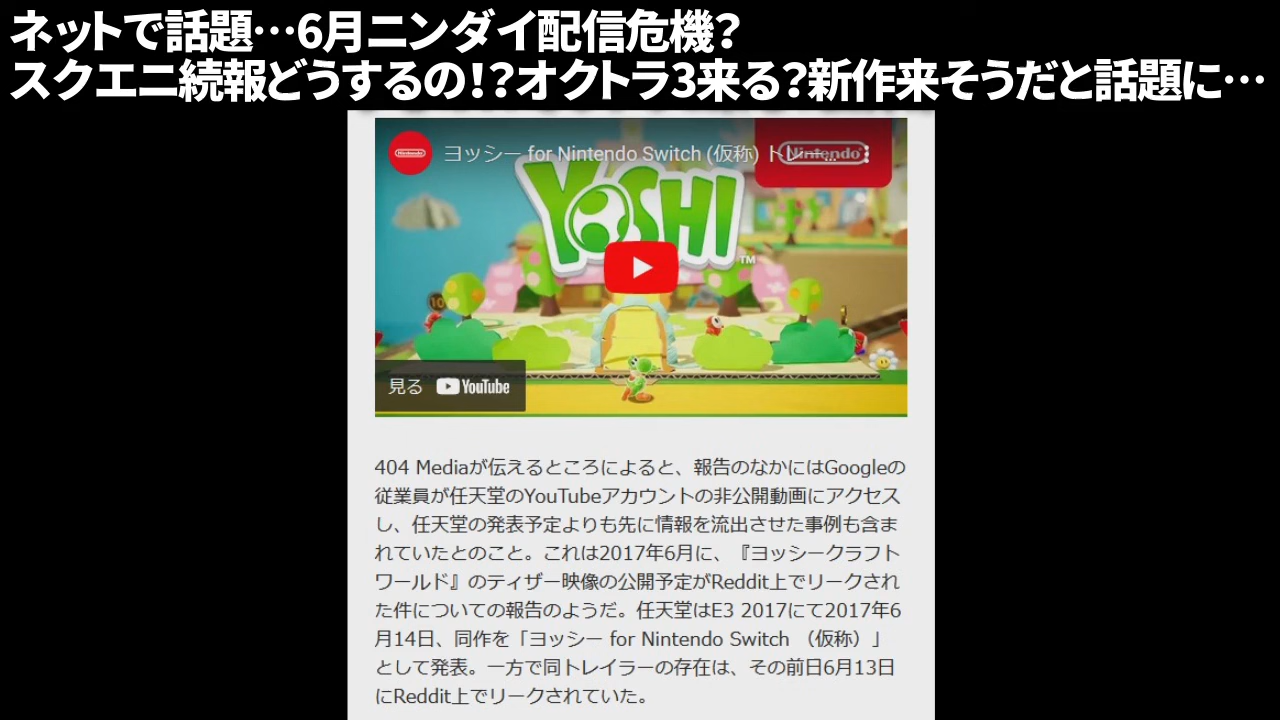 ネットで話題…6月ニンダイ配信危機？
スクエニ続報どうするの！？オクトラ3来る？新作来そうだと話題に…
Nintendo
ヨッシー for Nintendo Switch (仮称) トレー…
Nintendo
YOSHI
TM
10
見る YouTube
404 Mediaが伝えるところによると、報告のなかにはGoogleの
従業員が任天堂のYouTubeアカウントの非公開動画にアクセス
し、任天堂の発表予定よりも先に情報を流出させた事例も含ま
れていたとのこと。これは2017年6月に、『ヨッシークラフト
ワールド』のティザー映像の公開予定がReddit上でリークされ
た件についての報告のようだ。任天堂はE3 2017にて2017年6
月14日、同作を「ヨッシー for Nintendo Switch （仮称）」
として発表。一方で同トレイラーの存在は、その前日6月13日
にReddit上でリークされていた。